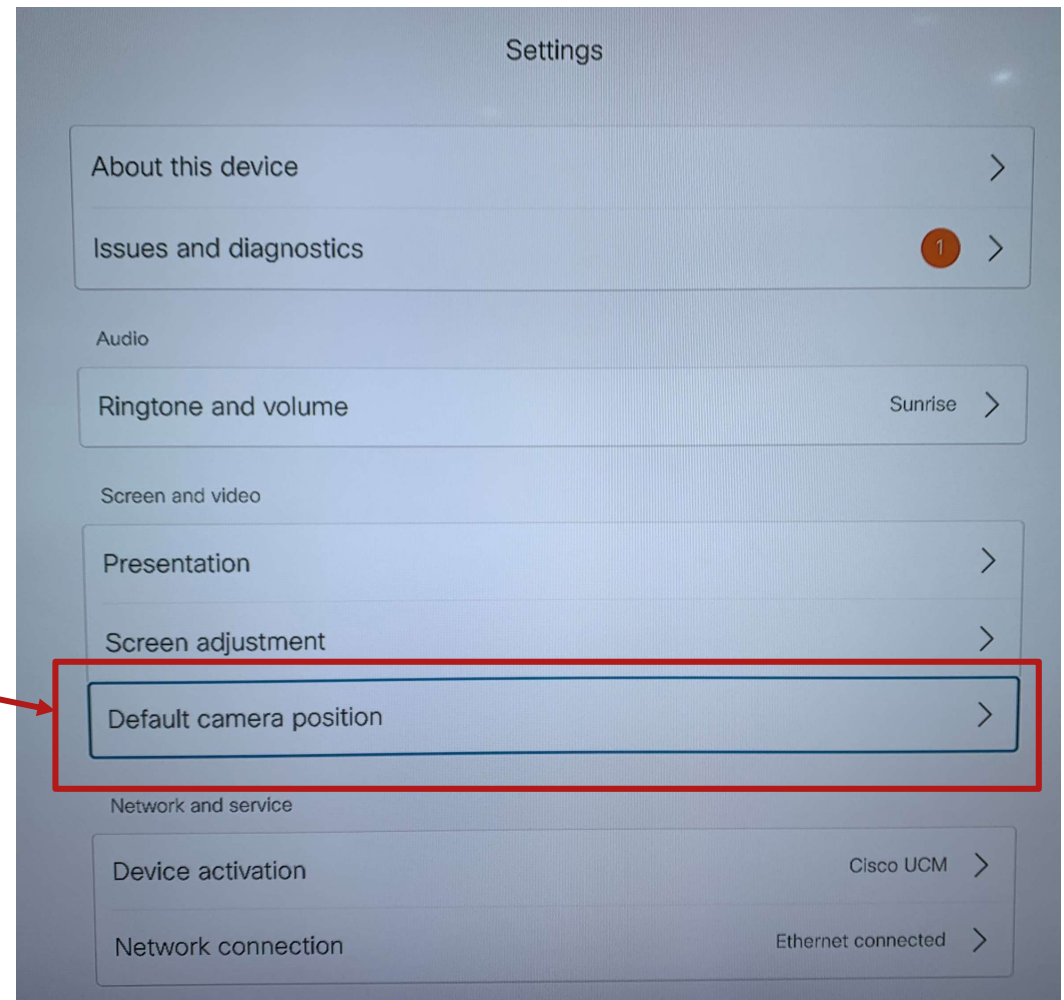 Settings
About this device
Issues and diagnostics 1
Audio
Ringtone and volume Sunrise
Screen and video
Presentation
Screen adjustment
Default camera position
Network and service
Device activation Cisco UCM
Network connection Ethernet connected